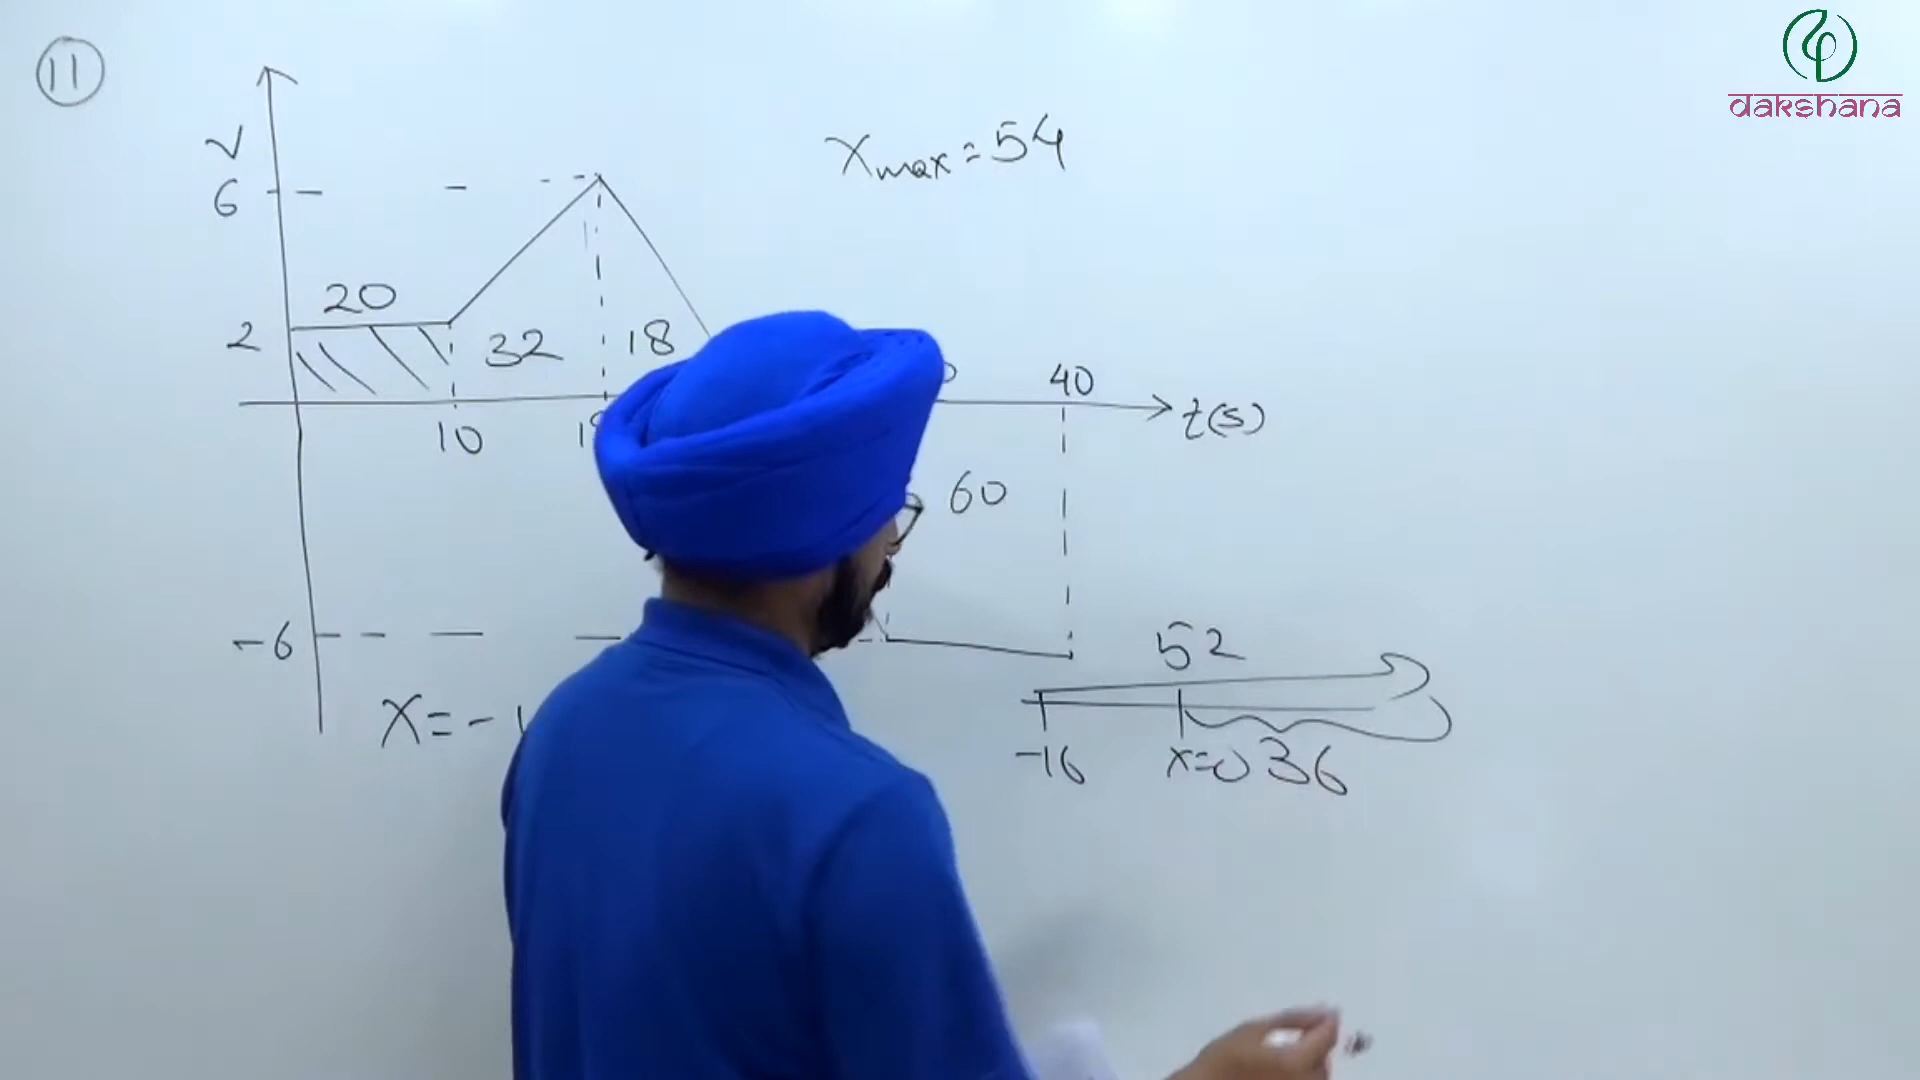 11
dakshana
V
Xmax = 54
6
20
2
32
18
40
10
t(s)
60
-6
52
X = -
-16
x=0
36